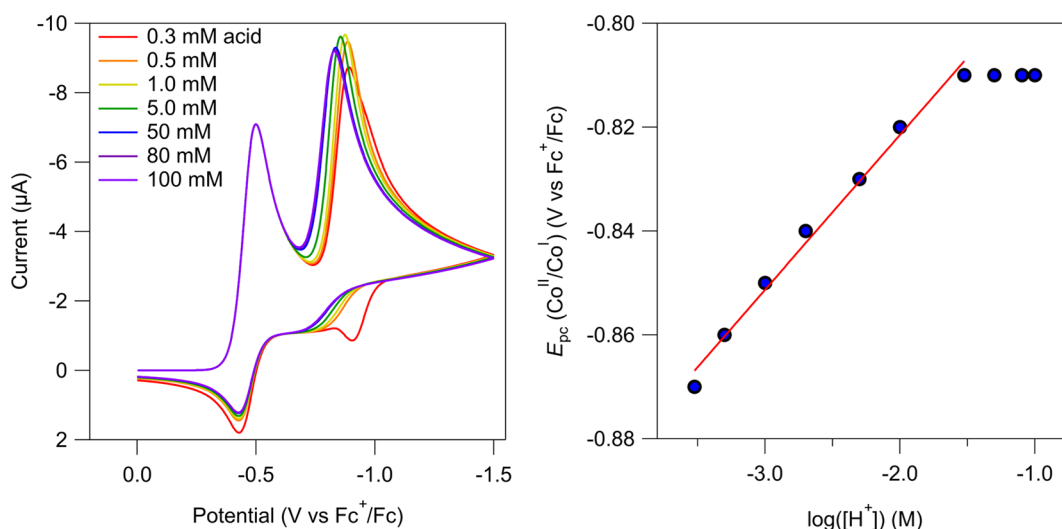 -10
-8
-6
-4
-2
0
2
Currrent (µA)
0.3 mM acid
0.5 mM
1.0 mM
5.0 mM
50 mM
80 mM
100 mM
0.0
-0.5
-1.0
-1.5
Potential (V vs Fc⁺/Fc)
-0.80
-0.82
-0.84
-0.86
-0.88
Epc (Coᴵᴵ/Coᴵ) (V vs Fc⁺/Fc)
-3.0
-2.0
-1.0
log([H⁺]) (M)